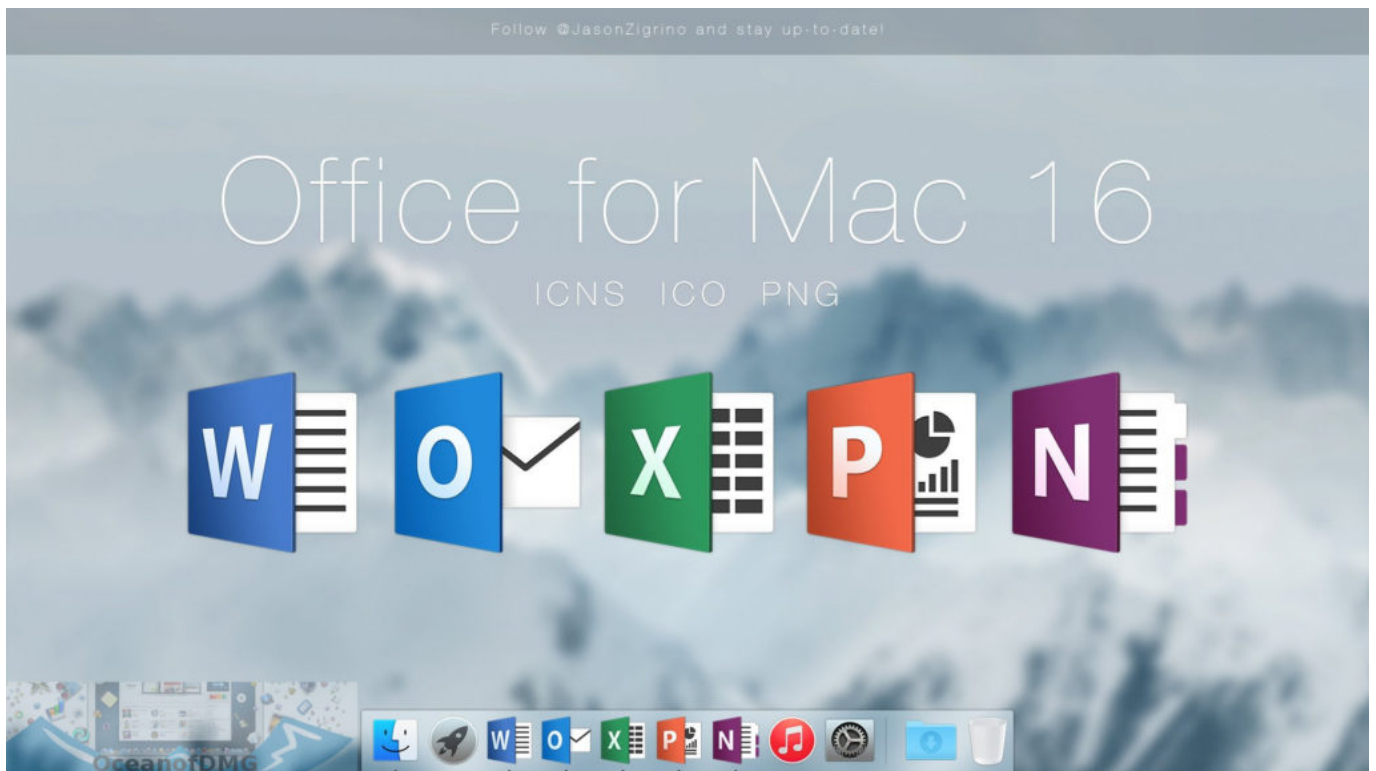 Follow @JasonZigrino and stay up-to-date!
Office for Mac 16
ICNS ICO PNG
W O X P N
W O X P N
OceanofDMG